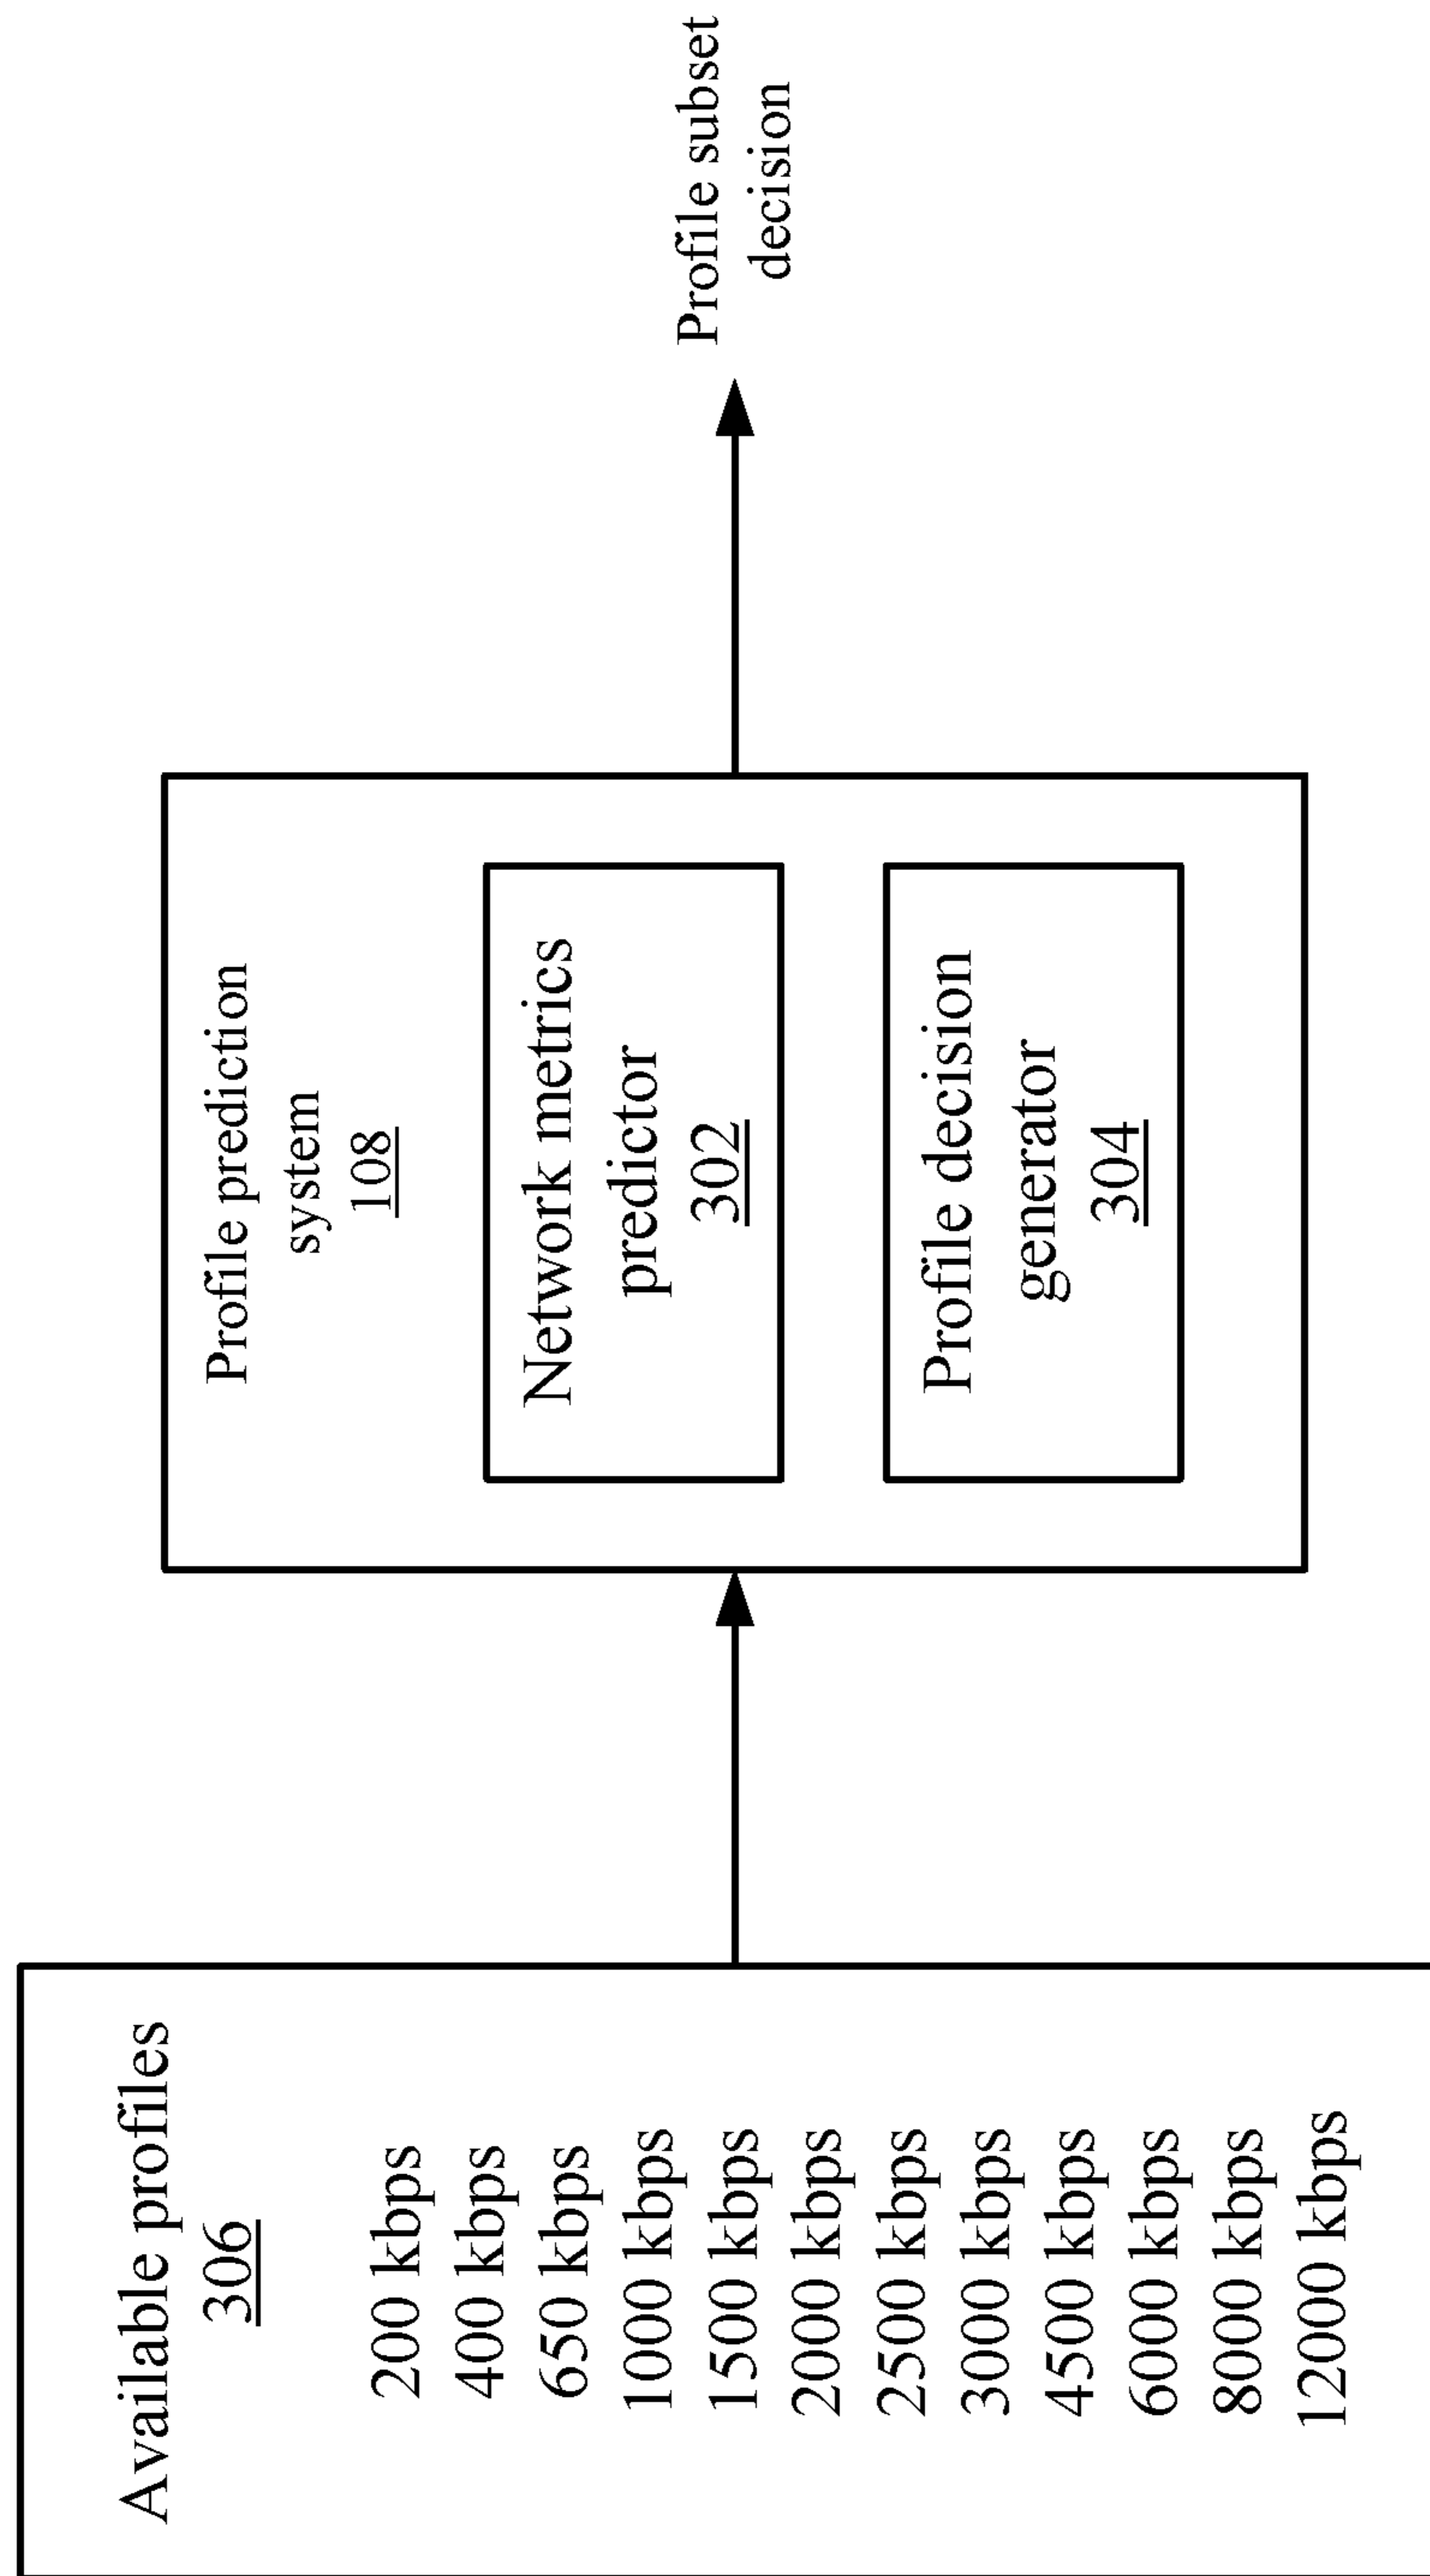 Available profiles
306
200 kbps
400 kbps
650 kbps
1000 kbps
1500 kbps
2000 kbps
2500 kbps
3000 kbps
4500 kbps
6000 kbps
8000 kbps
12000 kbps
Profile prediction
system
108
Network metrics
predictor
302
Profile decision
generator
304
Profile subset
decision